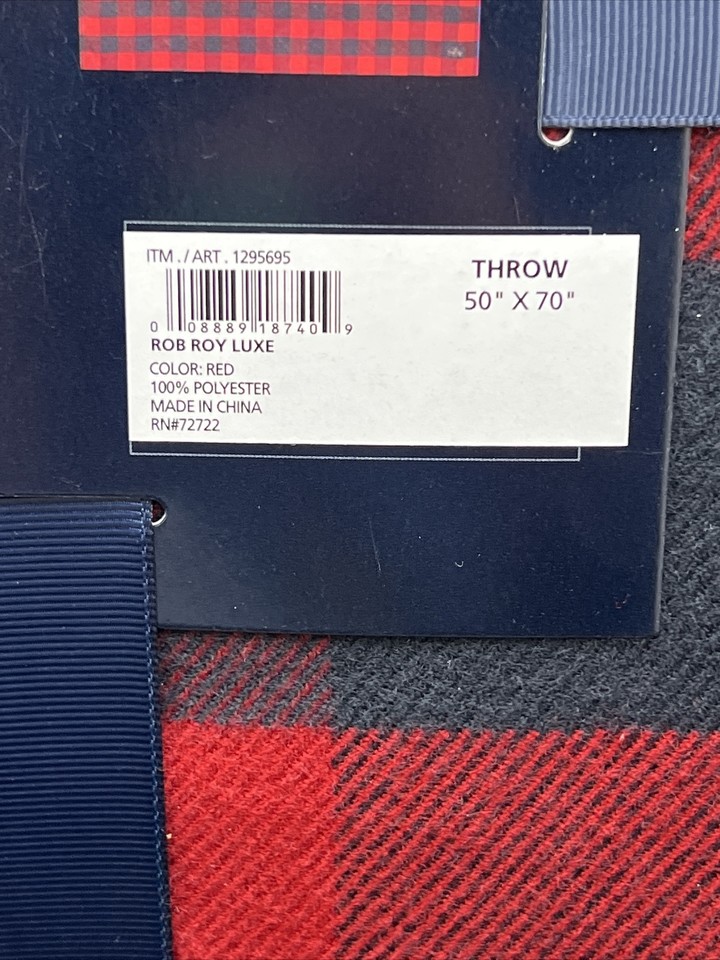 ITM./ART. 1295695
THROW
50" X 70"
0 08889 18740 9
ROB ROY LUXE
COLOR: RED
100% POLYESTER
MADE IN CHINA
RN#72722